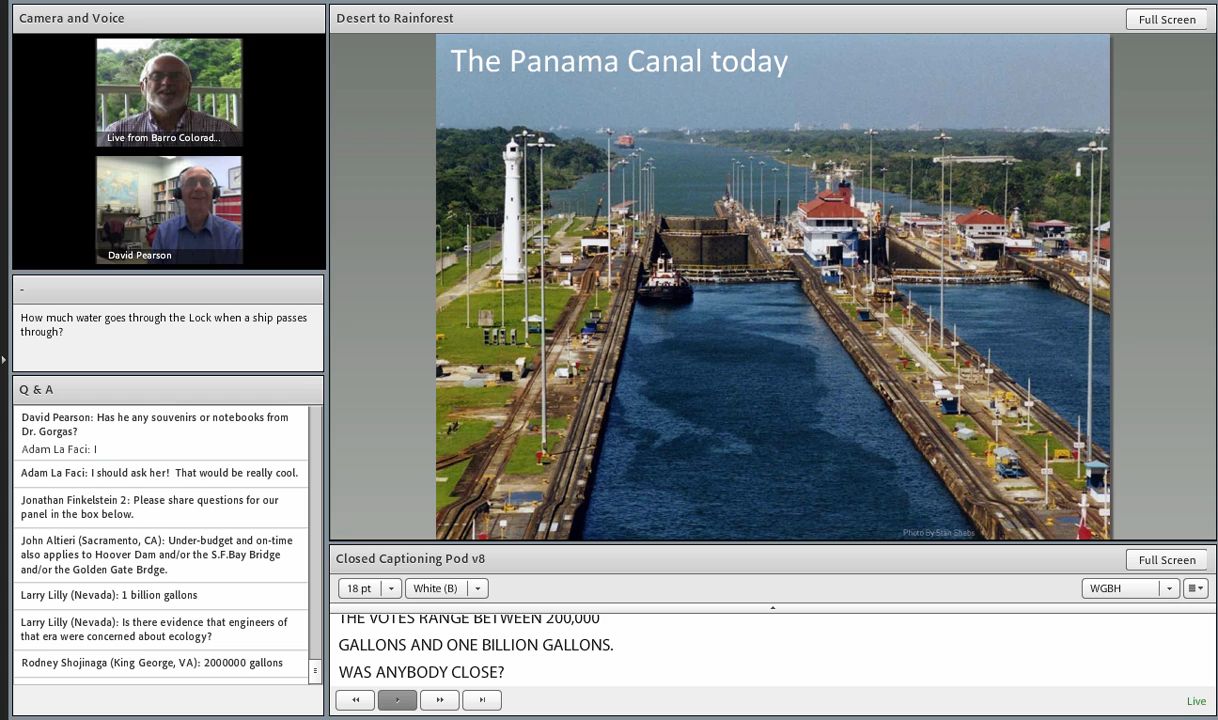 Camera and Voice
Live from Barro Colorad...
David Pearson
-
How much water goes through the Lock when a ship passes
through?
Q & A
David Pearson: Has he any souvenirs or notebooks from
Dr. Gorgas?
Adam La Faci: I
Adam La Faci: I should ask her!  That would be really cool.
Jonathan Finkelstein 2: Please share questions for our
panel in the box below.
John Altieri (Sacramento, CA): Under-budget and on-time
also applies to Hoover Dam and/or the S.F.Bay Bridge
and/or the Golden Gate Brdge.
Larry Lilly (Nevada): 1 billion gallons
Larry Lilly (Nevada): Is there evidence that engineers of
that era were concerned about ecology?
Rodney Shojinaga (King George, VA): 2000000 gallons
Desert to Rainforest
Full Screen
The Panama Canal today
Photo By Stan Shebs
Closed Captioning Pod v8
Full Screen
18 pt
White (B)
WGBH
THE VOTES RANGE BETWEEN 200,000
GALLONS AND ONE BILLION GALLONS.
WAS ANYBODY CLOSE?
Live